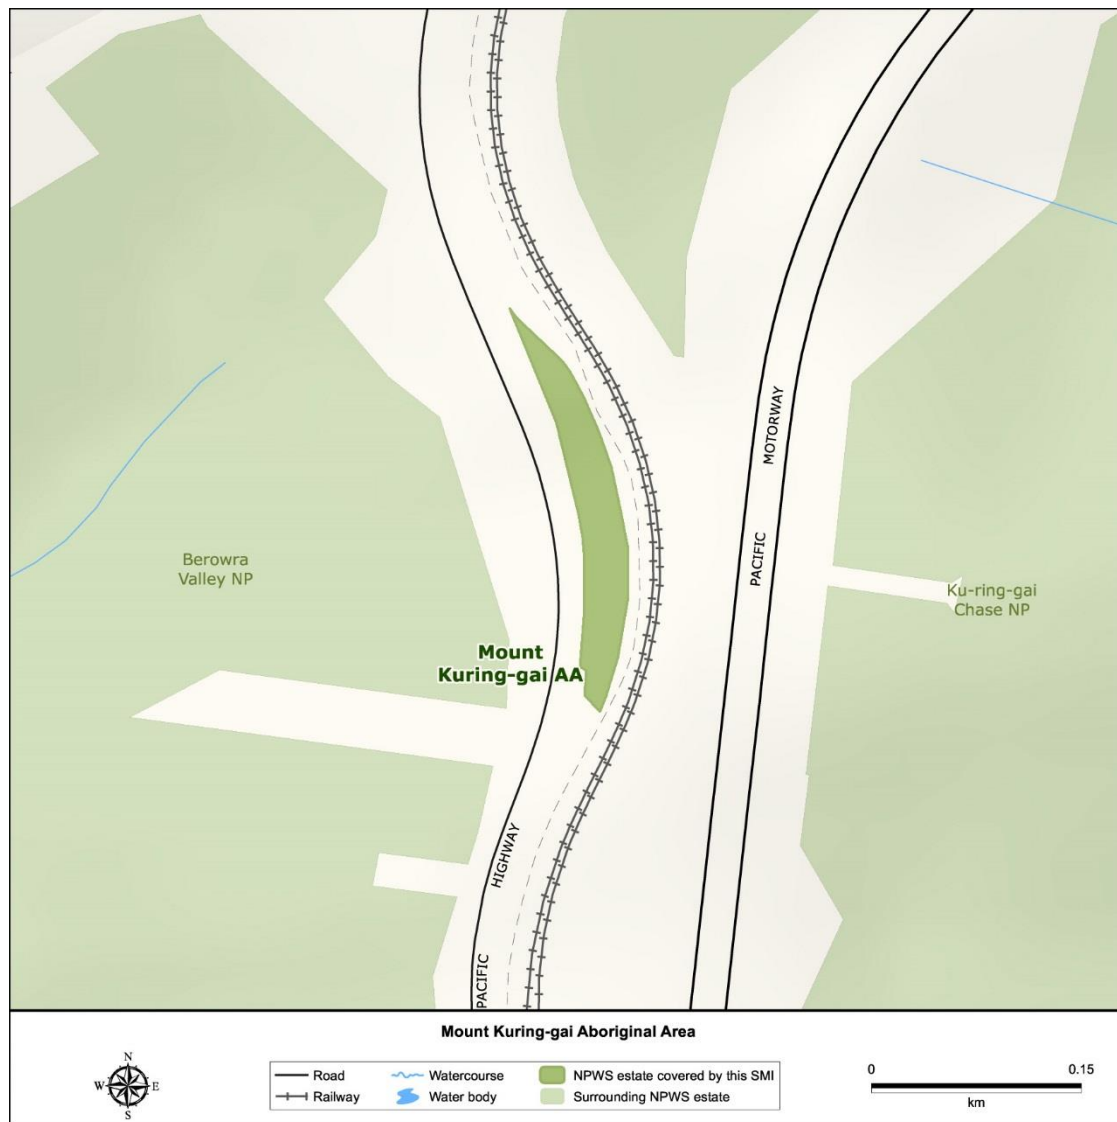 MOTORWAY
PACIFIC
Berowra
Valley NP
Ku-ring-gai
Chase NP
Mount
Kuring-gai AA
HIGHWAY
PACIFIC
Mount Kuring-gai Aboriginal Area
N
W E
S
Road
Railway
Watercourse
Water body
NPWS estate covered by this SMI
Surrounding NPWS estate
0 0.15
km